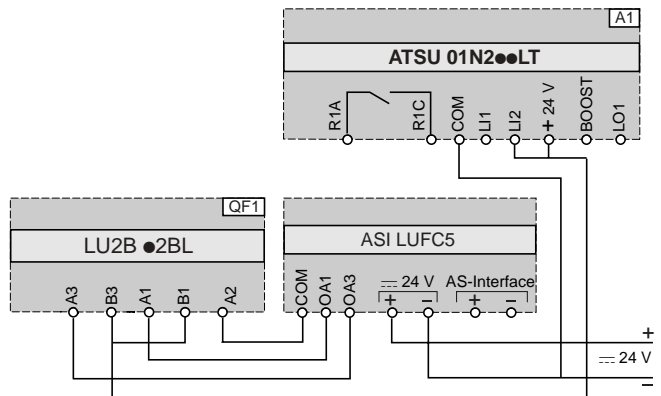 A1
ATSU 01N2●●LT
R1A
R1C
COM
LI1
LI2
+ 24 V
BOOST
LO1
QF1
LU2B ●2BL
ASI LUFC5
A3
B3
A1
B1
A2
COM
OA1
OA3
⎓ 24 V
AS-Interface
+
–
+
–
+
⎓ 24 V
–